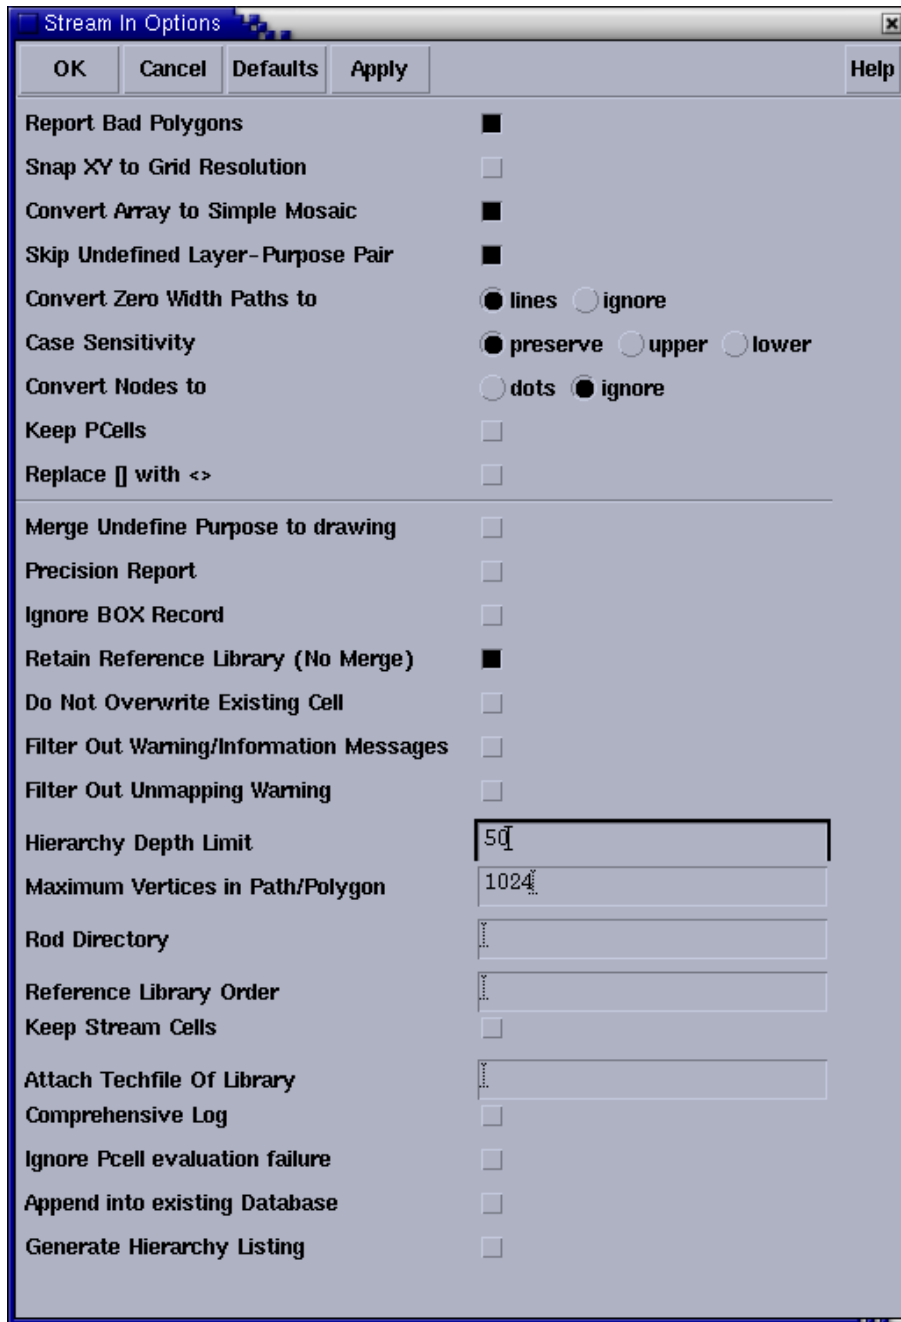 Stream In Options
OK Cancel Defaults Apply Help
Report Bad Polygons
Snap XY to Grid Resolution
Convert Array to Simple Mosaic
Skip Undefined Layer-Purpose Pair
Convert Zero Width Paths to lines ignore
Case Sensitivity preserve upper lower
Convert Nodes to dots ignore
Keep PCells
Replace [] with <>
Merge Undefine Purpose to drawing
Precision Report
Ignore BOX Record
Retain Reference Library (No Merge)
Do Not Overwrite Existing Cell
Filter Out Warning/Information Messages
Filter Out Unmapping Warning
Hierarchy Depth Limit 50
Maximum Vertices in Path/Polygon 1024
Rod Directory
Reference Library Order
Keep Stream Cells
Attach Techfile Of Library
Comprehensive Log
Ignore Pcell evaluation failure
Append into existing Database
Generate Hierarchy Listing